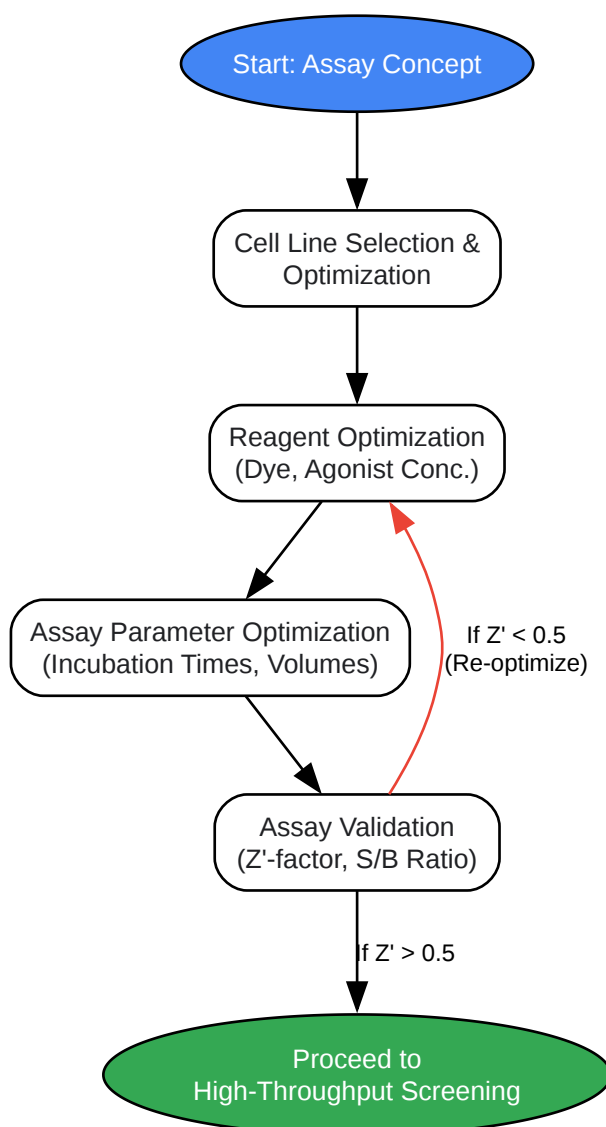 Start: Assay Concept
Cell Line Selection &
Optimization
Reagent Optimization
(Dye, Agonist Conc.)
Assay Parameter Optimization
(Incubation Times, Volumes)
If Z' < 0.5
(Re-optimize)
Assay Validation
(Z'-factor, S/B Ratio)
If Z' > 0.5
Proceed to
High-Throughput Screening